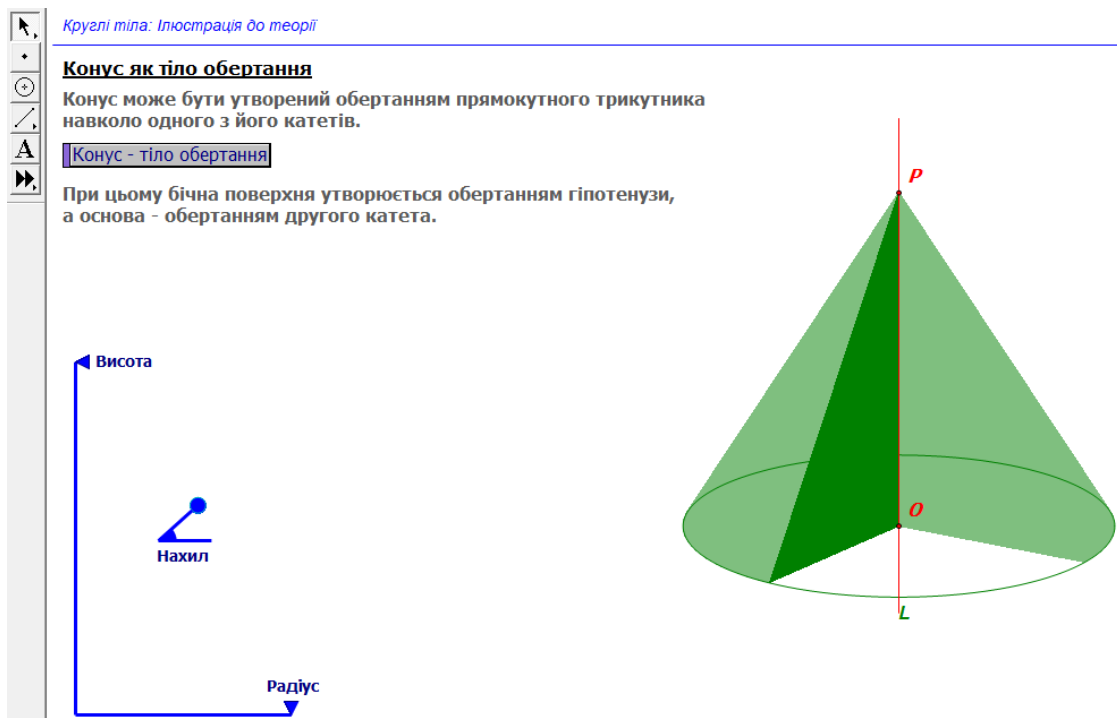 Круглі тіла: Ілюстрація до теорії
Конус як тіло обертання
Конус може бути утворений обертанням прямокутного трикутника
навколо одного з його катетів.
Конус - тіло обертання
При цьому бічна поверхня утворюється обертанням гіпотенузи,
а основа - обертанням другого катета.
A
P
Висота
O
Нахил
L
Радіус